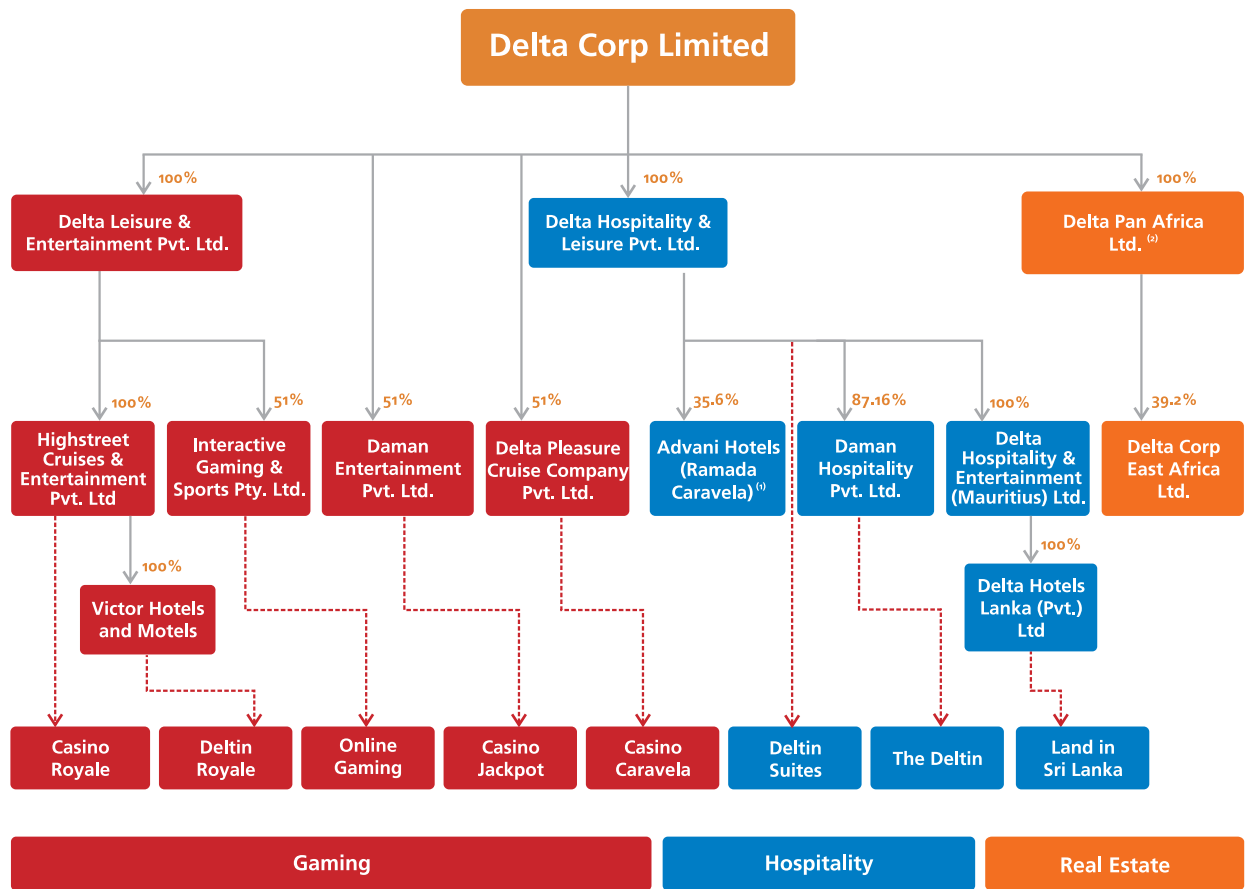 Delta Corp Limited
100%
100%
100%
Delta Leisure &
Entertainment Pvt. Ltd.
Delta Hospitality &
Leisure Pvt. Ltd.
Delta Pan Africa
Ltd. (2)
100%
51%
51%
51%
35.6%
87.16%
100%
39.2%
Highstreet
Cruises &
Entertainment
Pvt. Ltd
Interactive
Gaming &
Sports Pty. Ltd.
Daman
Entertainment
Pvt. Ltd.
Delta Pleasure
Cruise Company
Pvt. Ltd.
Advani Hotels
(Ramada
Caravela) (1)
Daman
Hospitality
Pvt. Ltd.
Delta
Hospitality &
Entertainment
(Mauritius) Ltd.
Delta Corp
East Africa
Ltd.
100%
100%
Victor Hotels
and Motels
Delta Hotels
Lanka (Pvt.)
Ltd
Casino
Royale
Deltin
Royale
Online
Gaming
Casino
Jackpot
Casino
Caravela
Deltin
Suites
The Deltin
Land in
Sri Lanka
Gaming
Hospitality
Real Estate